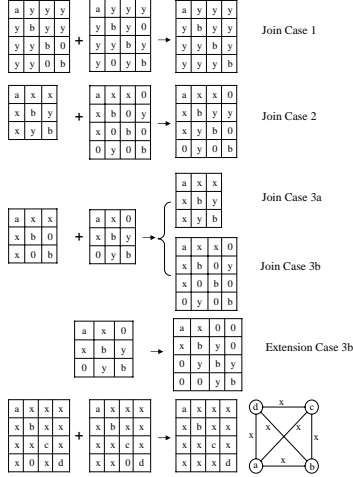 a y y y + a y y y → a y y y
y b y y y b y 0 y b y y
y y b 0 y y b y y y b y
y y 0 b y 0 y b y y y b
Join Case 1
a x x + a x x 0 → a x x 0
x b y x b 0 y x b y y
x y b x 0 b 0 x y b 0
0 y 0 b 0 y 0 b
Join Case 2
a x x + a x 0 →
x b 0 x b y
x 0 b 0 y b
a x x
x b y
x y b
Join Case 3a
a x x 0
x b 0 y
x 0 b 0
0 y 0 b
Join Case 3b
a x 0 → a x 0 0
x b y x b y 0
0 y b 0 y b y
0 0 y b
Extension Case 3b
a x x x + a x x x → a x x x
x b x x x b x x x b x x
x x c x x x c x x x c x
x 0 x d x x 0 d x x x d
d x c
x x x x
a x b